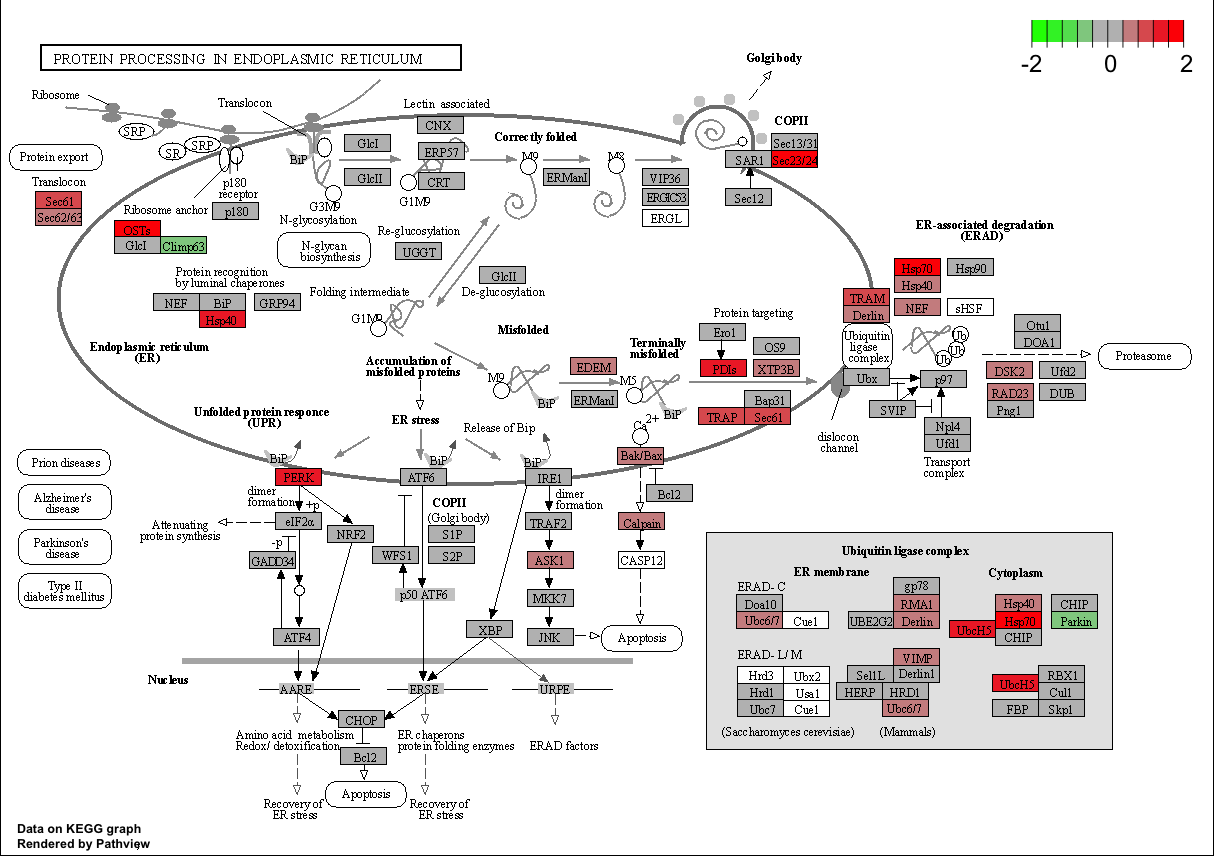 -2 0 2
PROTEIN PROCESSING IN ENDOPLASMIC RETICULUM
Golgi body
Ribosome
Translocon
Lectin associated
CNX
COPII
SRP
SRP
SR
GlcI
ERP57
Correctly folded
Sec13/31
Protein export
BiP
M9
M8
SAR1
Sec23/24
GlcII
CRT
ERManI
VIP36
Translocon
p180
receptor
G1M9
ERGIC53
Sec12
Sec61
G3M9
Sec62/63
Ribosome anchor
p180
N-glycosylation
ERGL
OSTs
Re-glucosylation
ER-associated degradation
(ERAD)
GlcI
Climp63
N-glycan
biosynthesis
UGGT
Protein recognition
by luminal chaperones
GlcII
Hsp70
Hsp90
Hsp40
NEF
BiP
GRP94
Folding intermediate
De-glucosylation
TRAM
NEF
sHSF
Hsp40
G1M9
Protein targeting
Derlin
Misfolded
Ero1
Ubiquitin
ligase
complex
Ub
Ub
Ub
Otu1
DOA1
Endoplasmic reticulum
(ER)
Terminally
misfolded
OS9
Proteasome
Accumulation of
misfolded proteins
EDEM
PDIs
XTP3B
Ubx
p97
DSK2
Ufd2
M9
M5
ERManI
BiP
BiP
Bap31
RAD23
DUB
SVIP
Png1
Unfolded protein responce
(UPR)
ER stress
Release of Bip
Ca2+
TRAP
Sec61
Npl4
Ufd1
dislocon
channel
Transport
complex
BiP
BiP
BiP
Bak/Bax
Prion diseases
PERK
ATF6
IRE1
Bcl2
Alzheimer's
disease
dimer
formation
+p
COPII
(Golgi body)
dimer
formation
Attenuating
protein synthesis
eIF2α
NRF2
S1P
TRAF2
Calpain
Parkinson's
disease
-p
GADD34
WFS1
S2P
ASK1
CASP12
Type II
diabetes mellitus
p50 ATF6
MKK7
ATF4
XBP
JNK
Apoptosis
Ubiquitin ligase complex
ER membrane
Cytoplasm
ERAD- C
gp78
Doa10
RMA1
Hsp40
CHIP
Ubc6/7
Cue1
UBE2G2
Derlin
UbcH5
Hsp70
Parkin
CHIP
ERAD- L/ M
VIMP
Hrd3
Ubx2
Sel1L
Derlin1
RBX1
Hrd1
Usa1
HERP
HRD1
UbcH5
Cul1
Ubc7
Cue1
Ubc6/7
FBP
Skp1
(Saccharomyces cerevisiae)
(Mammals)
Nucleus
AARE
ERSE
URPE
CHOP
Amino acid metabolism
Redox/ detoxification
ER chaperons
protein folding enzymes
ERAD factors
Bcl2
Apoptosis
Recovery of
ER stress
Recovery of
ER stress
Data on KEGG graph
Rendered by Pathview